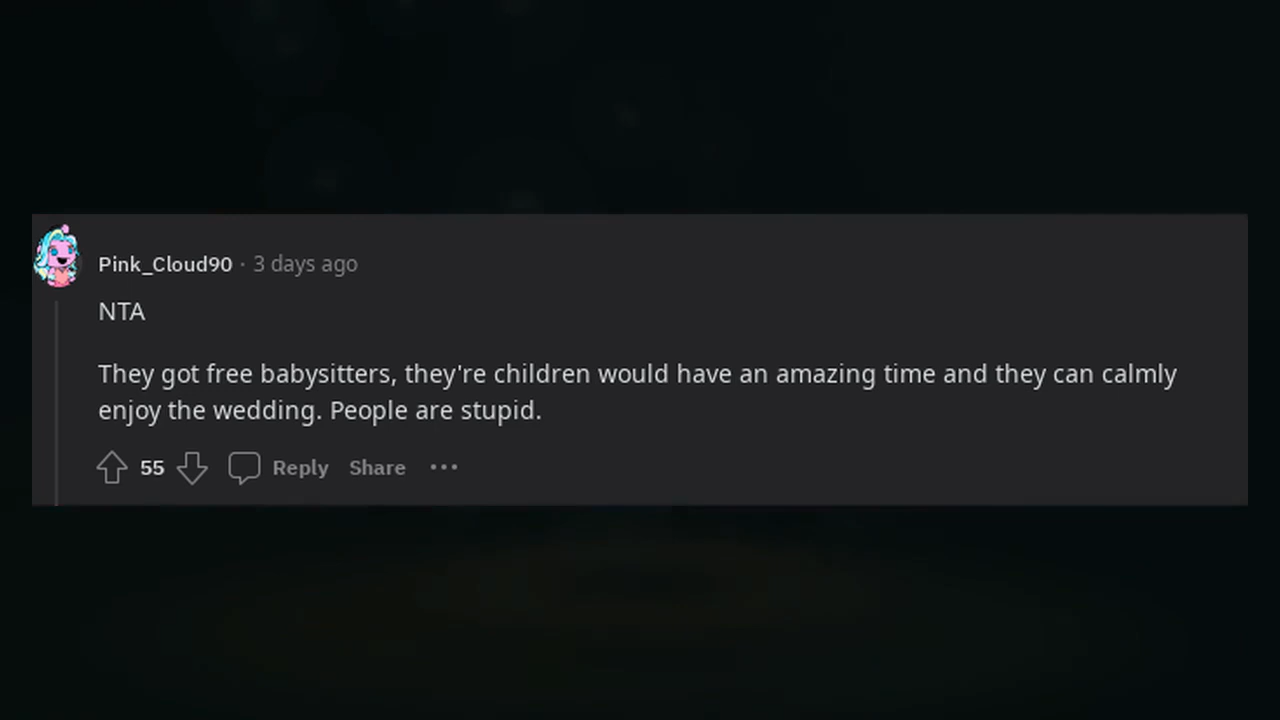 Pink_Cloud90 · 3 days ago
NTA
They got free babysitters, they're children would have an amazing time and they can calmly
enjoy the wedding. People are stupid.
55 Reply Share ···